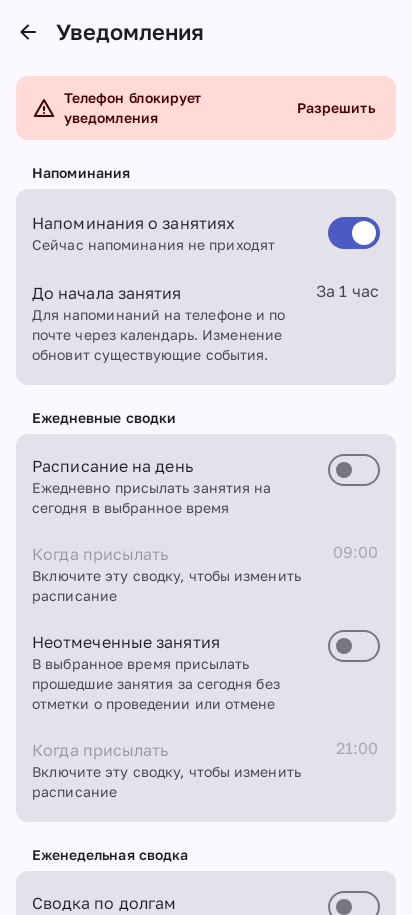 Уведомления
Телефон блокирует
уведомления
Разрешить
Напоминания
Напоминания о занятиях
Сейчас напоминания не приходят
До начала занятия
За 1 час
Для напоминаний на телефоне и по
почте через календарь. Изменение
обновит существующие события.
Ежедневные сводки
Расписание на день
Ежедневно присылать занятия на
сегодня в выбранное время
Когда присылать
09:00
Включите эту сводку, чтобы изменить
расписание
Неотмеченные занятия
В выбранное время присылать
прошедшие занятия за сегодня без
отметки о проведении или отмене
Когда присылать
21:00
Включите эту сводку, чтобы изменить
расписание
Еженедельная сводка
Сводка по долгам